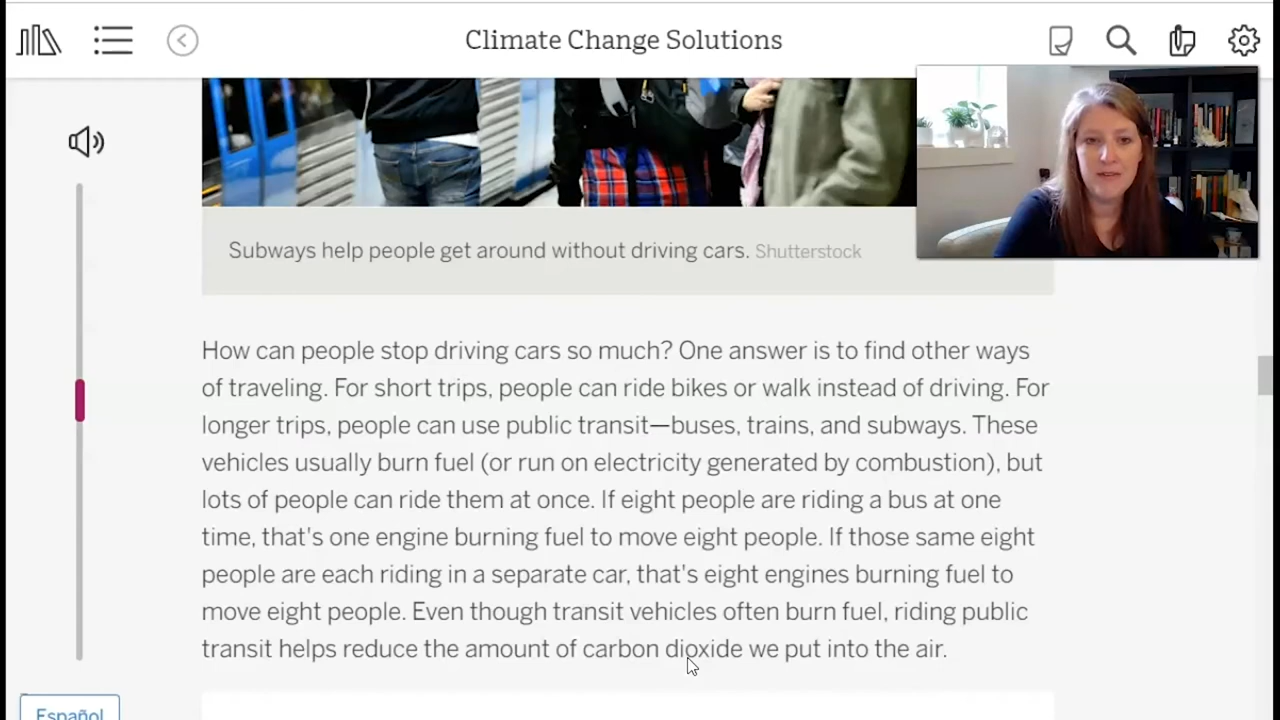 Climate Change Solutions
Subways help people get around without driving cars. Shutterstock
How can people stop driving cars so much? One answer is to find other ways
of traveling. For short trips, people can ride bikes or walk instead of driving. For
longer trips, people can use public transit—buses, trains, and subways. These
vehicles usually burn fuel (or run on electricity generated by combustion), but
lots of people can ride them at once. If eight people are riding a bus at one
time, that's one engine burning fuel to move eight people. If those same eight
people are each riding in a separate car, that's eight engines burning fuel to
move eight people. Even though transit vehicles often burn fuel, riding public
transit helps reduce the amount of carbon dioxide we put into the air.
Español